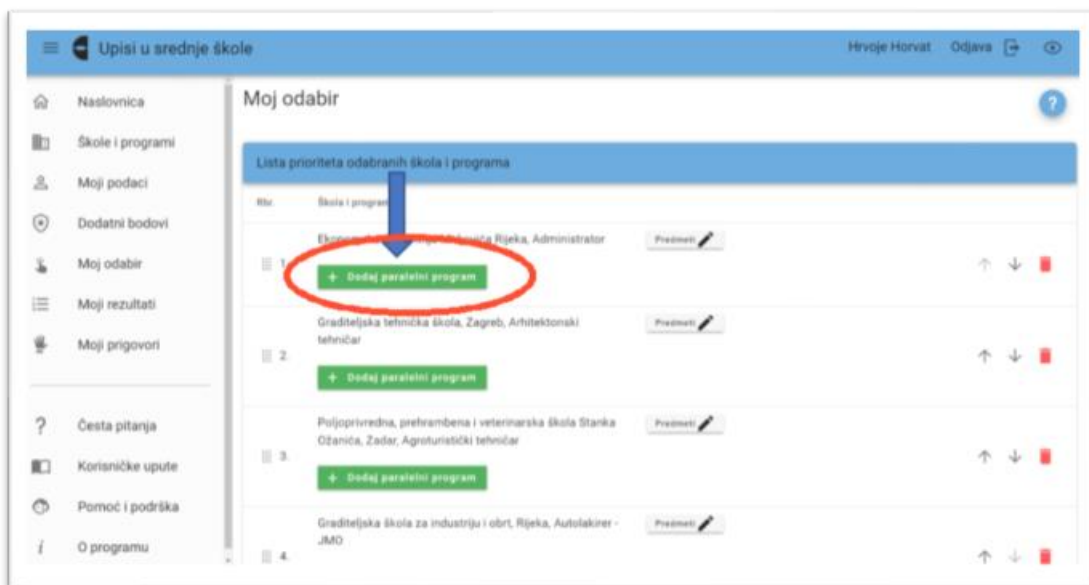 Upisi u srednje škole
Hrvoje Horvat Odjava
Naslovnica
Škole i programi
Moji podaci
Dodatni bodovi
Moj odabir
Moji rezultati
Moji prigovori
?
Česta pitanja
Korisničke upute
Pomoć i podrška
i O programu
Moj odabir
?
Lista prioriteta odabranih škola i programa
Rbr. Škola i program
Rijeka, Administrator
Predmeti
1.
+ Dodaj paralelni program
Graditeljska tehnička škola, Zagreb, Arhitektonski
tehničar
Predmeti
2.
+ Dodaj paralelni program
Poljoprivredna, prehrambena i veterinarska škola Stanka
Ožanića, Zadar, Agroturistički tehničar
Predmeti
3.
+ Dodaj paralelni program
Graditeljska škola za industriju i obrt, Rijeka, Autolakirer -
JMO
Predmeti
4.